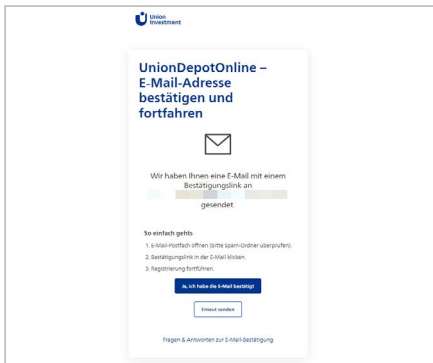 Union
Investment
UnionDepotOnline –
E-Mail-Adresse
bestätigen und
fortfahren
Wir haben Ihnen eine E-Mail mit einem
Bestätigungslink an
gesendet
So einfach gehts
1. E-Mail-Postfach öffnen (bitte Spam-Ordner überprüfen).
2. Bestätigungslink in der E-Mail klicken.
3. Registrierung fortführen.
Ja, ich habe die E-Mail bestätigt
Erneut senden
Fragen & Antworten zur E-Mail-Bestätigung